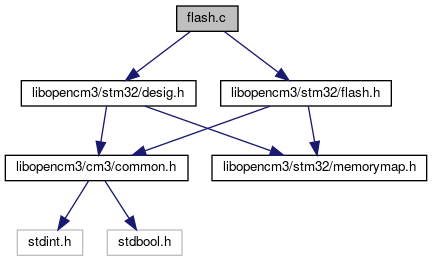 flash.c
libopencm3/stm32/desig.h
libopencm3/stm32/flash.h
libopencm3/cm3/common.h
libopencm3/stm32/memorymap.h
stdint.h
stdbool.h